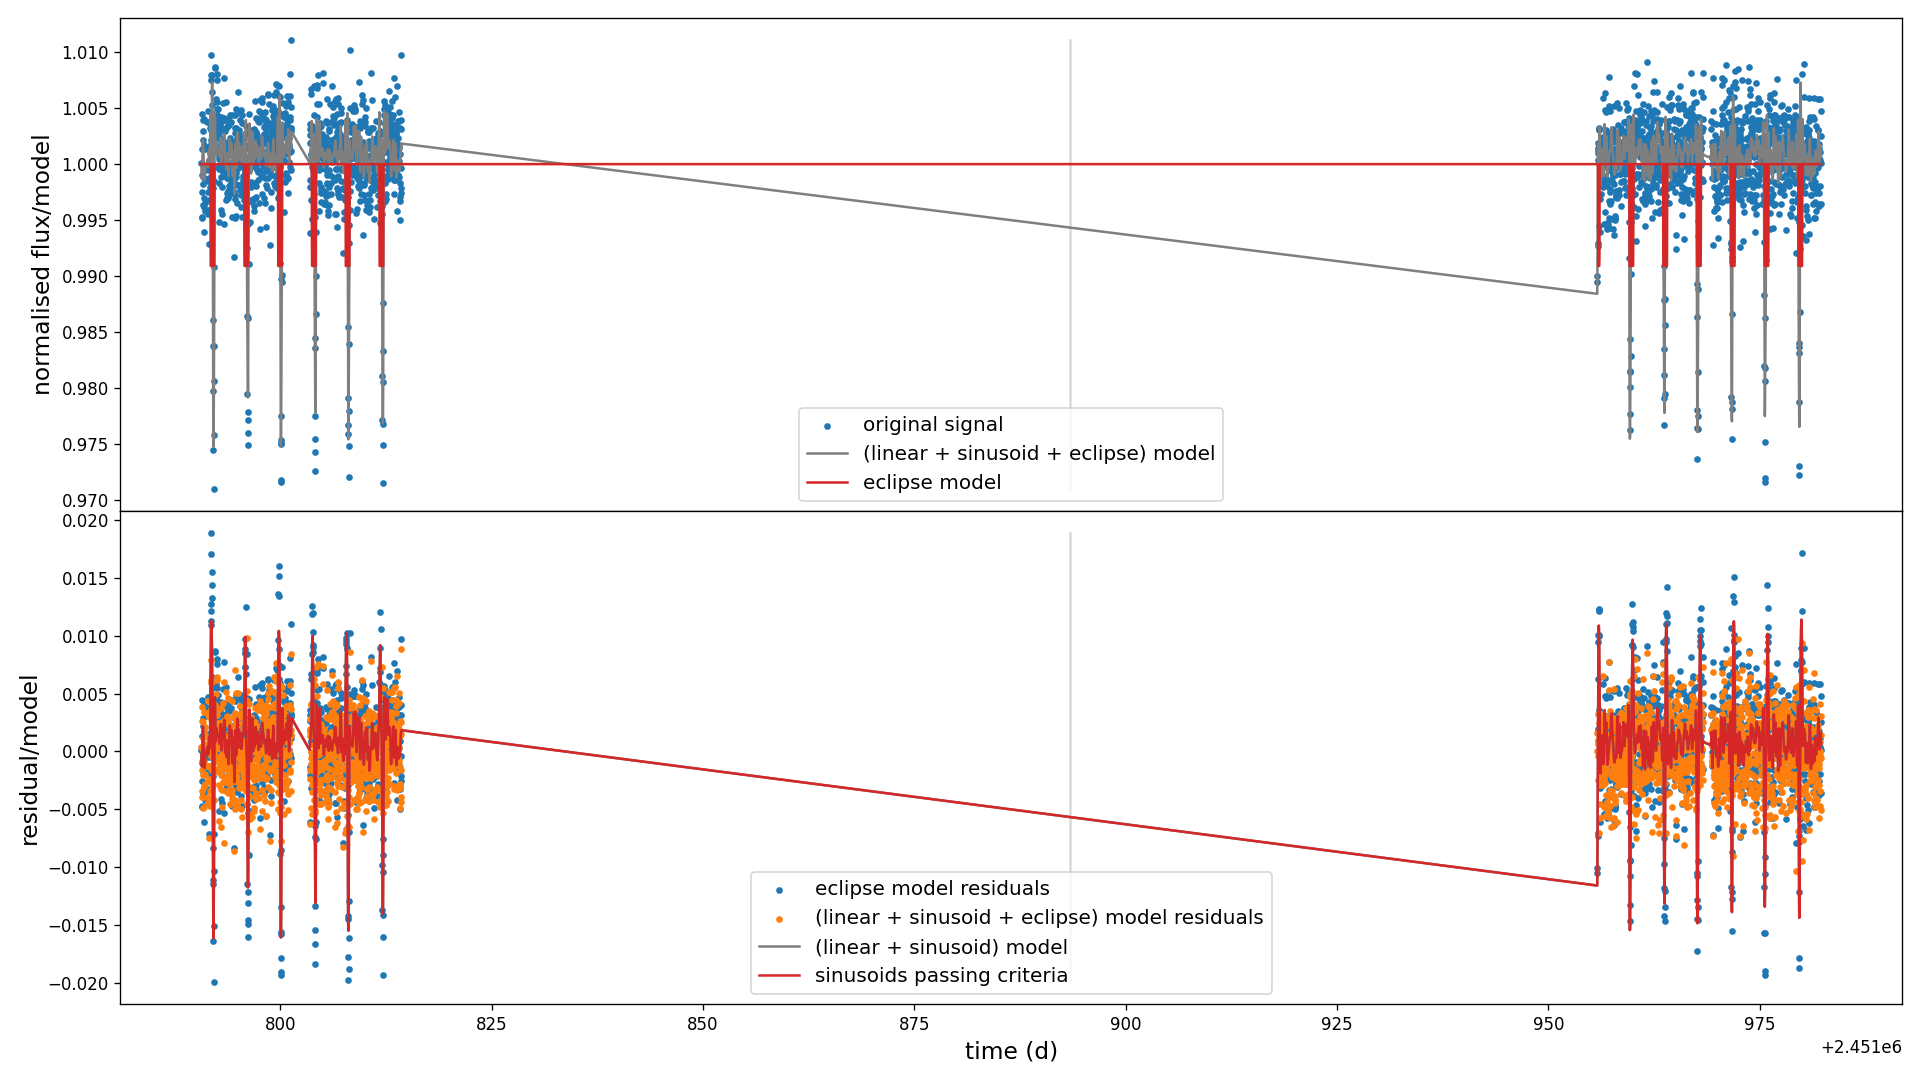 normalised flux/model
1.010
1.005
1.000
0.995
0.990
0.985
0.980
0.975
0.970
original signal
(linear + sinusoid + eclipse) model
eclipse model
residual/model
0.020
0.015
0.010
0.005
0.000
−0.005
−0.010
−0.015
−0.020
eclipse model residuals
(linear + sinusoid + eclipse) model residuals
(linear + sinusoid) model
sinusoids passing criteria
800 825 850 875 900 925 950 975
time (d)
+2.451e6